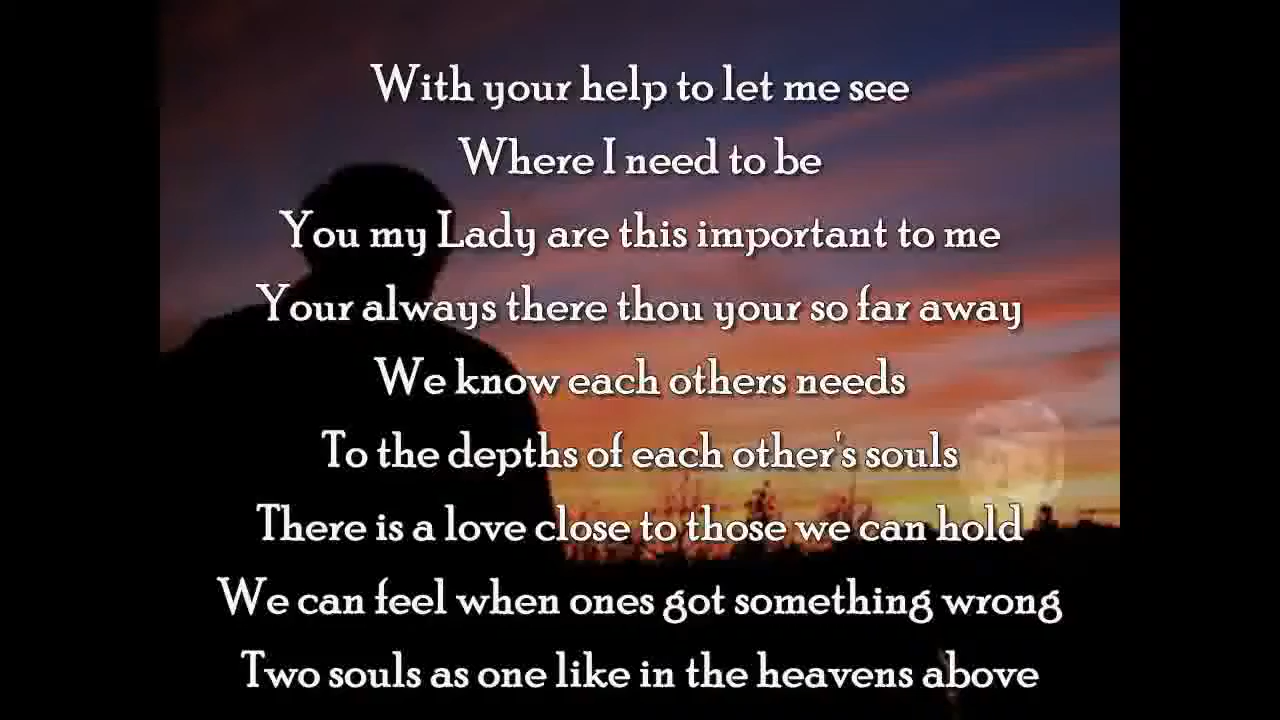 With your help to let me see
Where I need to be
You my Lady are this important to me
Your always there thou your so far away
We know each others needs
To the depths of each other's souls
There is a love close to those we can hold
We can feel when ones got something wrong
Two souls as one like in the heavens above